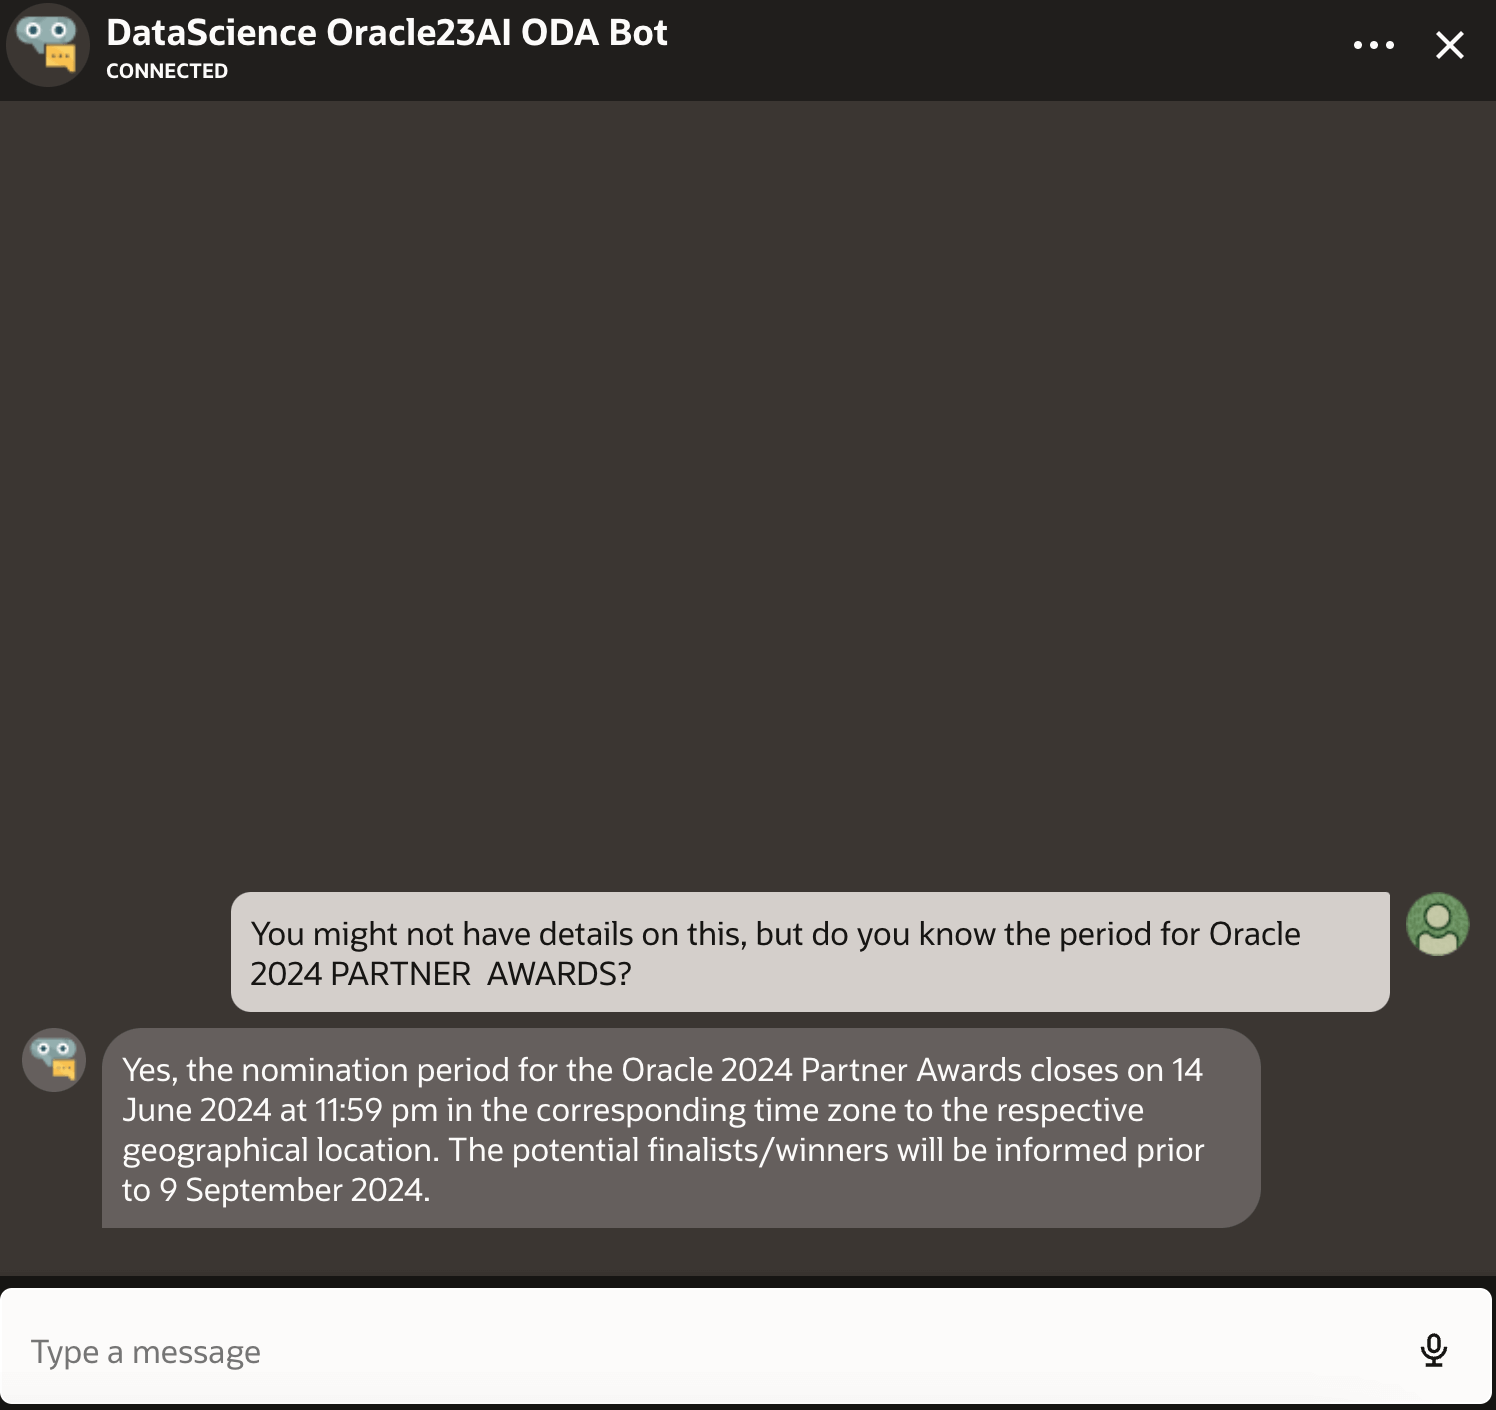 DataScience Oracle23AI ODA Bot
CONNECTED
You might not have details on this, but do you know the period for Oracle
2024 PARTNER  AWARDS?
Yes, the nomination period for the Oracle 2024 Partner Awards closes on 14
June 2024 at 11:59 pm in the corresponding time zone to the respective
geographical location. The potential finalists/winners will be informed prior
to 9 September 2024.
Type a message